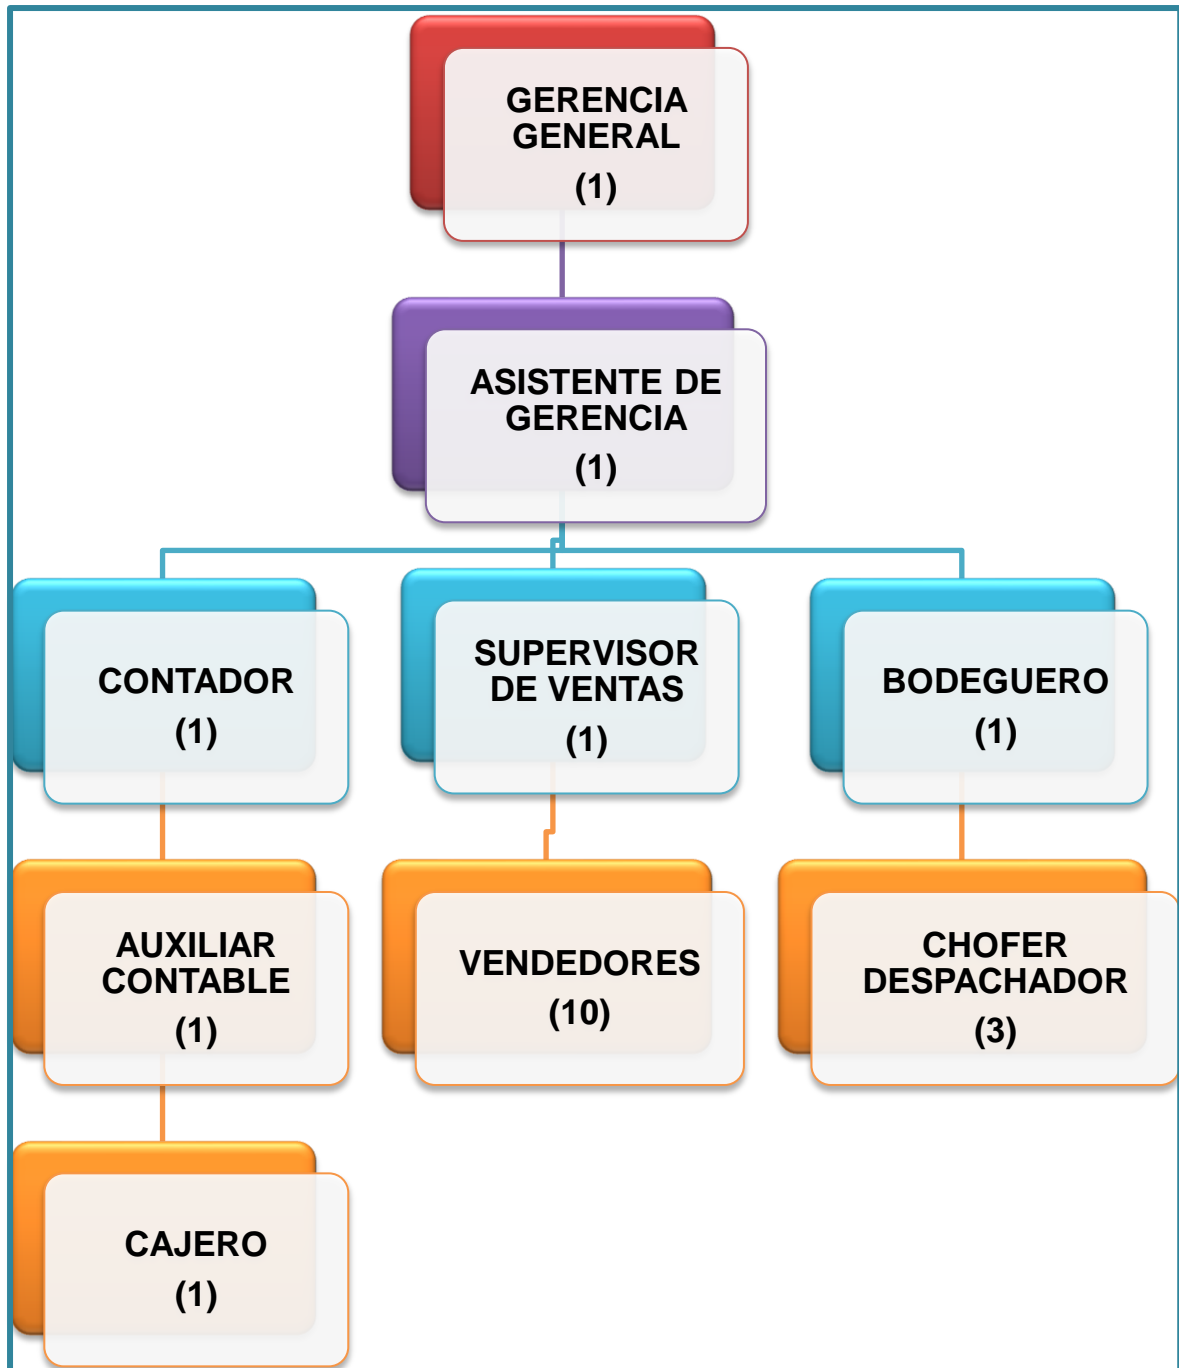 GERENCIA
GENERAL
(1)
ASISTENTE DE
GERENCIA
(1)
CONTADOR
(1)
SUPERVISOR
DE VENTAS
(1)
BODEGUERO
(1)
AUXILIAR
CONTABLE
(1)
VENDEDORES
(10)
CHOFER
DESPACHADOR
(3)
CAJERO
(1)